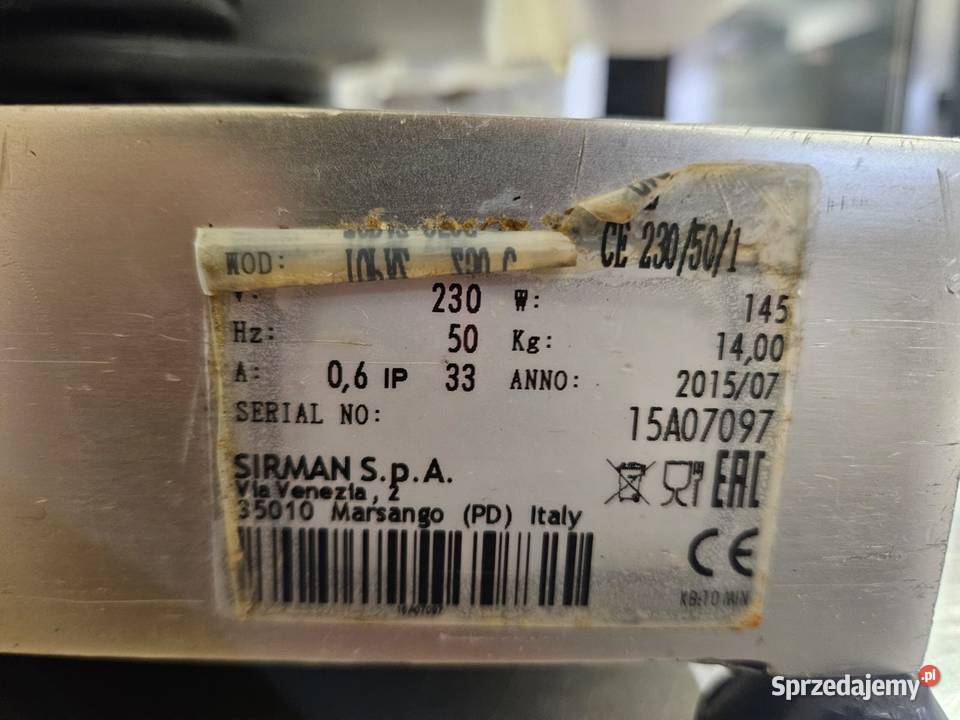 MOD: CE 230/50/1
V: 230 W: 145
Hz: 50 Kg: 14,00
A: 0,6 IP 33 ANNO: 2015/07
SERIAL NO: 15A07097
SIRMAN S.p.A.
Via Venezia, 2
35010 Marsango (PD) Italy
EAC
CE
15A07097
Sprzedajemy.pl